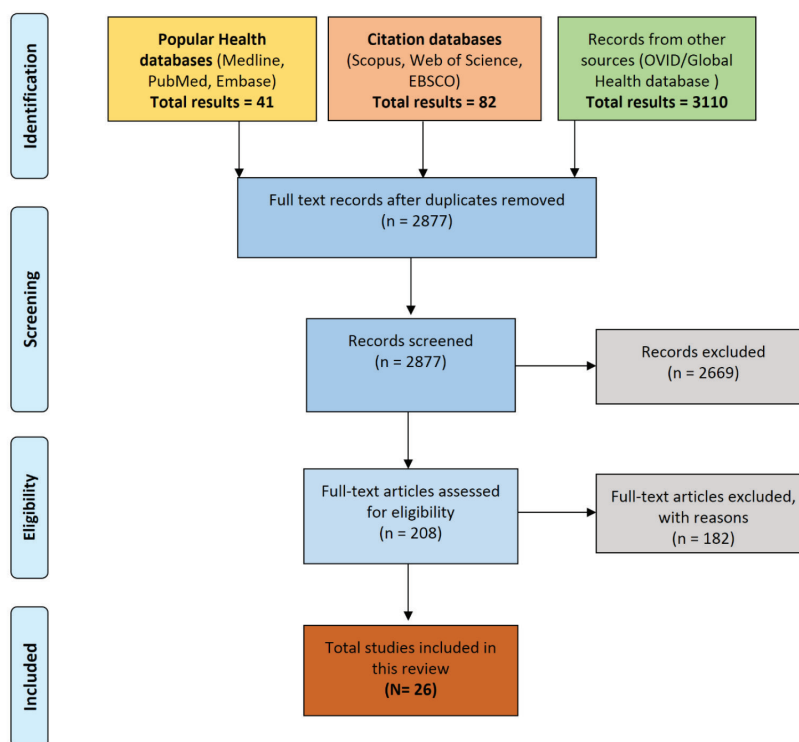 Identification
Popular Health
databases (Medline,
PubMed, Embase)
Total results = 41
Citation databases
(Scopus, Web of Science,
EBSCO)
Total results = 82
Records from other
sources (OVID/Global
Health database )
Total results = 3110
Full text records after duplicates removed
(n = 2877)
Screening
Records screened
(n = 2877)
Records excluded
(n = 2669)
Eligibility
Full-text articles assessed
for eligibility
(n = 208)
Full-text articles excluded,
with reasons
(n = 182)
Included
Total studies included in
this review
(N= 26)